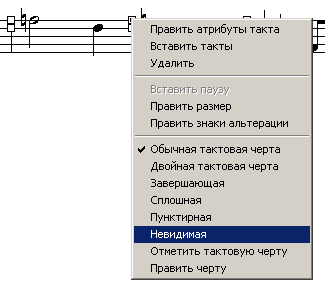 Править атрибуты такта
Вставить такты
Удалить
Вставить паузу
Править размер
Править знаки альтерации
Обычная тактовая черта
Двойная тактовая черта
Завершающая
Сплошная
Пунктирная
Невидимая
Отметить тактовую черту
Править черту